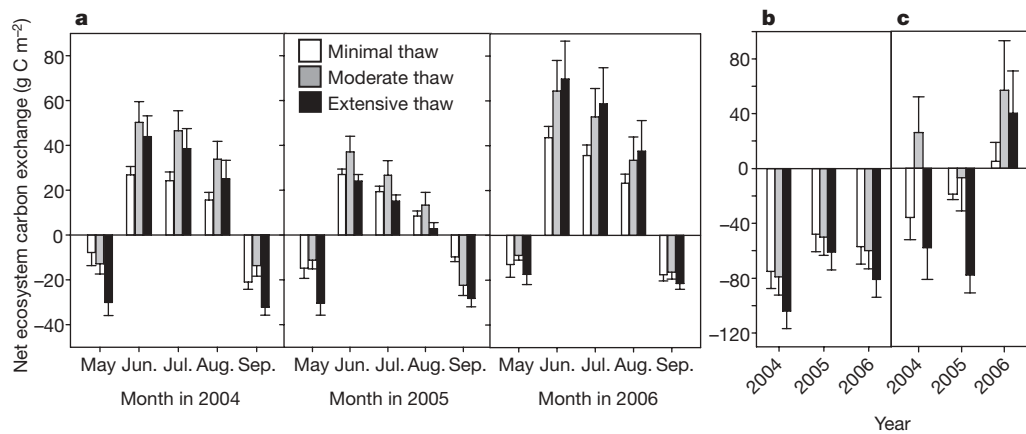 a
b
c
Net ecosystem carbon exchange (g C m−2)
80
60
40
20
0
−20
−40
Minimal thaw
Moderate thaw
Extensive thaw
May Jun. Jul. Aug. Sep. May Jun. Jul. Aug. Sep. May Jun. Jul. Aug. Sep.
Month in 2004
Month in 2005
Month in 2006
80
40
0
−40
−80
−120
2004 2005 2006 2004 2005 2006
Year